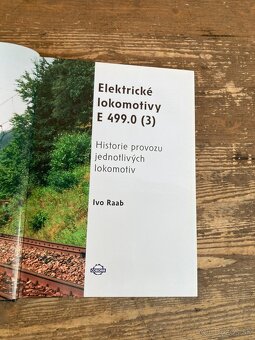 Elektrické
lokomotivy
E 499.0 (3)
Historie provozu
jednotlivých
lokomotiv
Ivo Raab